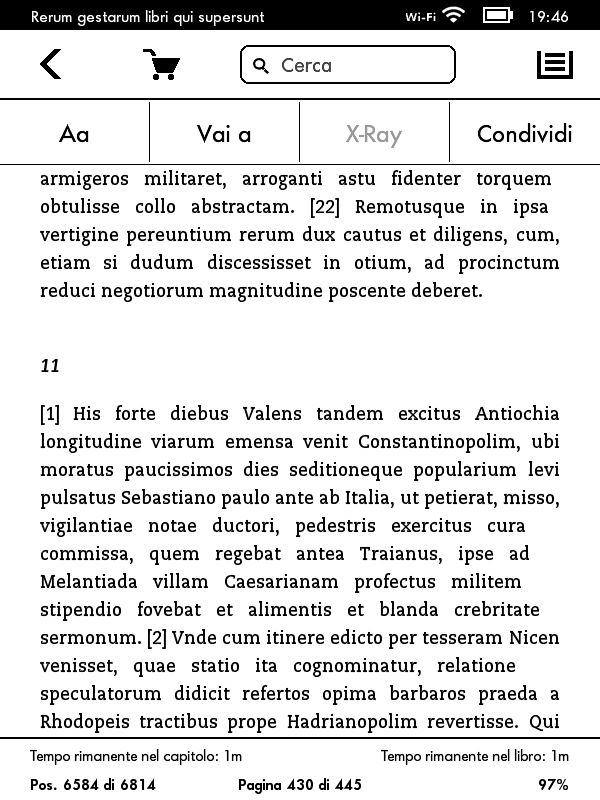 Rerum gestarum libri qui supersunt Wi-Fi 19:46
Cerca
Aa Vai a X-Ray Condividi
armigeros militaret, arroganti astu fidenter torquem
obtulisse collo abstractam. [22] Remotusque in ipsa
vertigine pereuntium rerum dux cautus et diligens, cum,
etiam si dudum discessisset in otium, ad procinctum
reduci negotiorum magnitudine poscente deberet.
11
[1] His forte diebus Valens tandem excitus Antiochia
longitudine viarum emensa venit Constantinopolim, ubi
moratus paucissimos dies seditioneque popularium levi
pulsatus Sebastiano paulo ante ab Italia, ut petierat, misso,
vigilantiae notae ductori, pedestris exercitus cura
commissa, quem regebat antea Traianus, ipse ad
Melantiada villam Caesarianam profectus militem
stipendio fovebat et alimentis et blanda crebritate
sermonum. [2] Vnde cum itinere edicto per tesseram Nicen
venisset, quae statio ita cognominatur, relatione
speculatorum didicit refertos opima barbaros praeda a
Rhodopeis tractibus prope Hadrianopolim revertisse. Qui
Tempo rimanente nel capitolo: 1m Tempo rimanente nel libro: 1m
Pos. 6584 di 6814 Pagina 430 di 445 97%